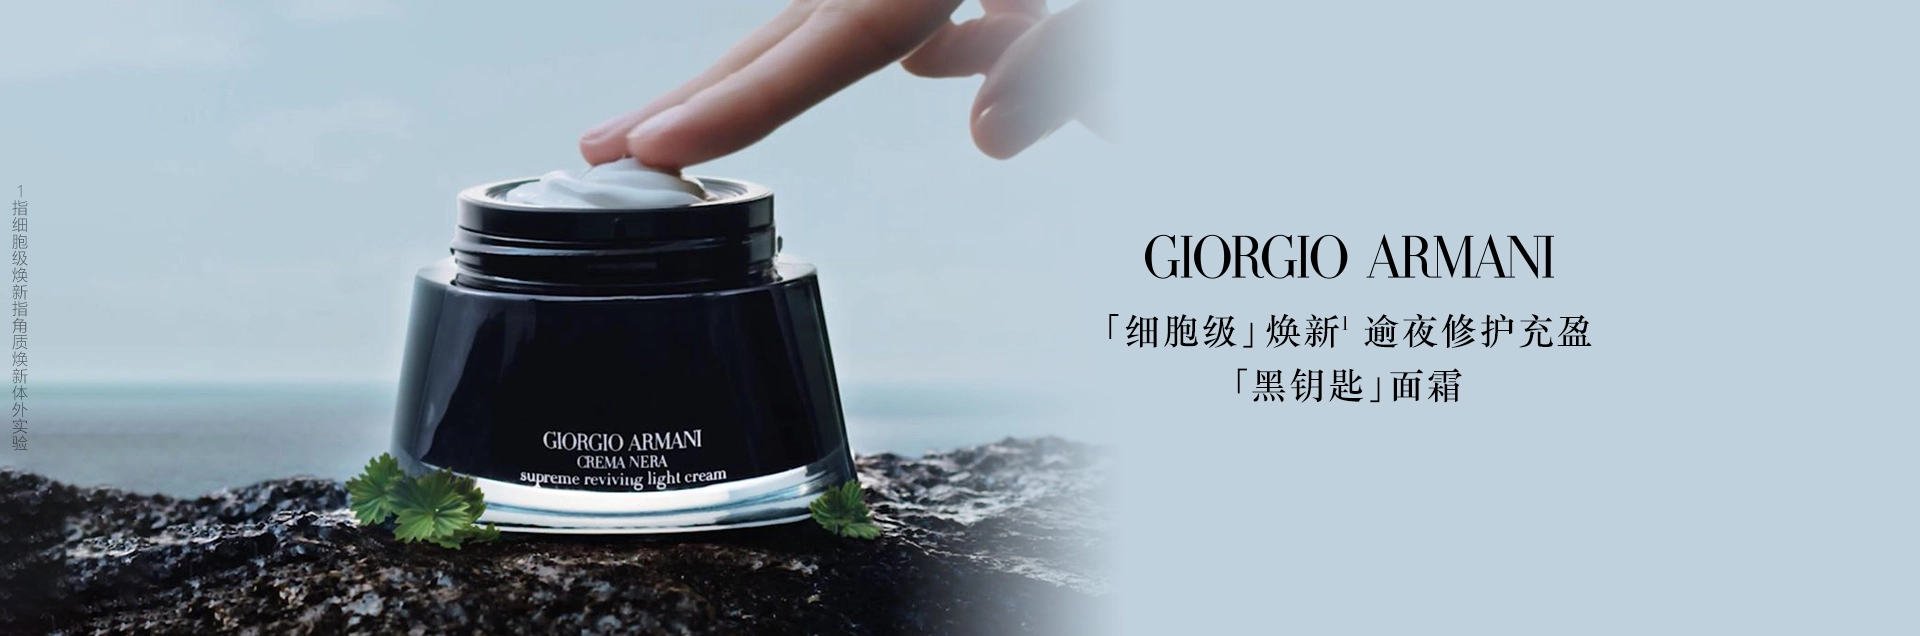 GIORGIO ARMANI
「细胞级」焕新1 逾夜修护充盈
「黑钥匙」面霜
GIORGIO ARMANI
CREMA NERA
supreme reviving light cream
1指细胞级焕新指角质焕新体外实验